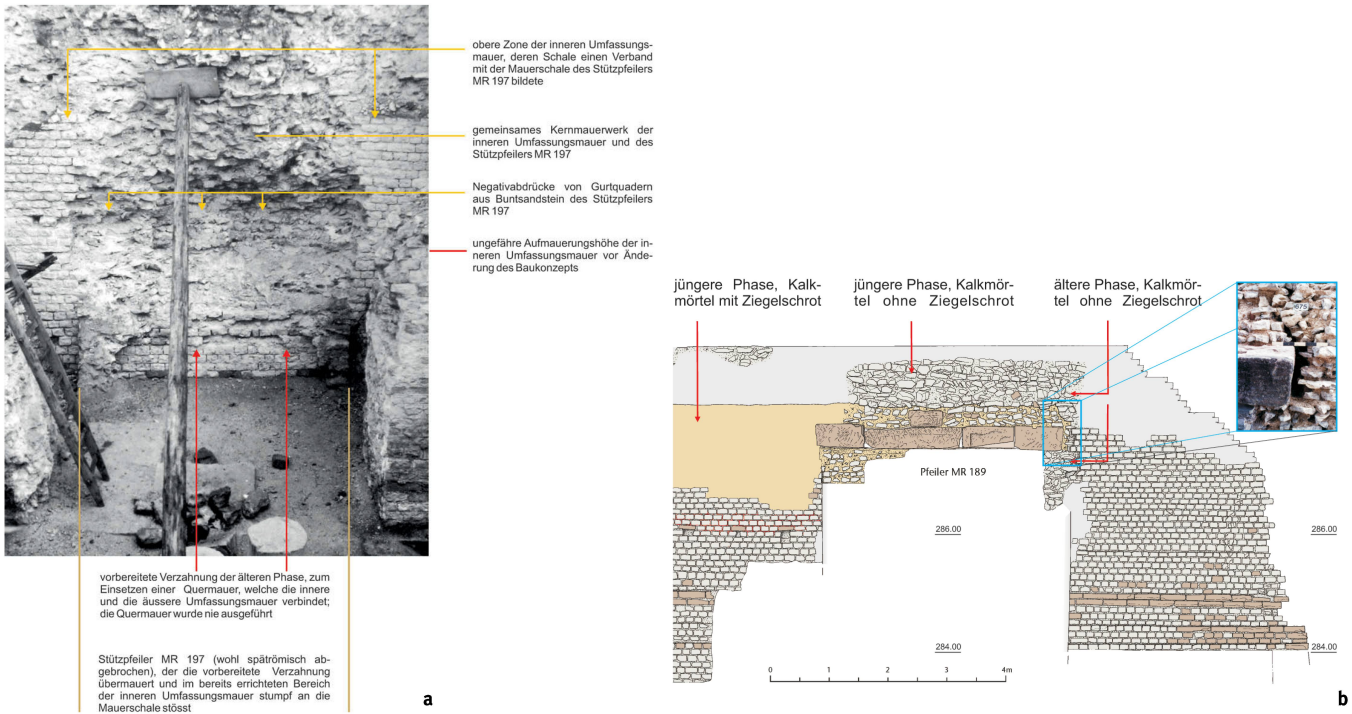 obere Zone der inneren Umfassungs-
mauer, deren Schale einen Verband
mit der Mauerschale des Stützpfeilers
MR 197 bildete
gemeinsames Kernmauerwerk der
inneren Umfassungsmauer und des
Stützpfeilers MR 197
Negativabdrücke von Gurtquadern
aus Buntsandstein des Stützpfeilers
MR 197
ungefähre Aufmauerungshöhe der in-
neren Umfassungsmauer vor Ände-
rung des Baukonzepts
vorbereitete Verzahnung der älteren Phase, zum
Einsetzen einer Quermauer, welche die innere
und die äussere Umfassungsmauer verbindet;
die Quermauer wurde nie ausgeführt
Stützpfeiler MR 197 (wohl spätrömisch ab-
gebrochen), der die vorbereitete Verzahnung
übermauert und im bereits errichteten Bereich
der inneren Umfassungsmauer stumpf an die
Mauerschale stösst
a
jüngere Phase, Kalk-
mörtel mit Ziegelschrot
jüngere Phase, Kalkmör-
tel ohne Ziegelschrot
ältere Phase, Kalkmör-
tel ohne Ziegelschrot
675
Pfeiler MR 189
286.00
286.00
284.00
284.00
0 1 2 3 4m
b